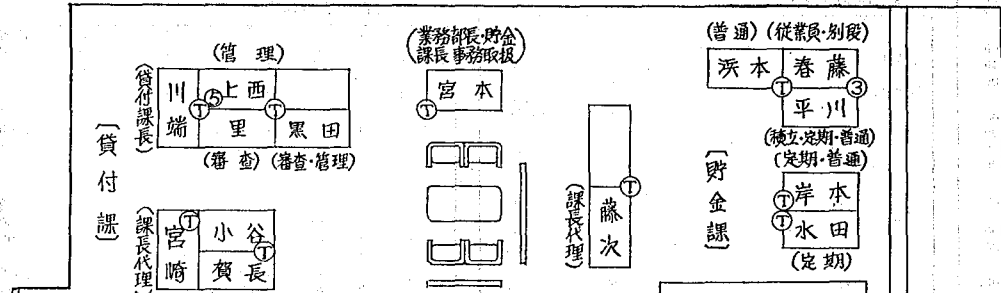 (管理)
(貸付課長)
川端
上西
⑤
Ⓣ
Ⓣ
里
黒田
(審査)
(審査・管理)
〔貸付課〕
(課長代理)
宮崎
Ⓣ
小谷
Ⓣ
賀長
(業務部長・貯金
課長事務取扱)
宮本
Ⓣ
(課長代理)
藤次
Ⓣ
(普通)
(従業員・別段)
浜本
春藤
Ⓣ
③
平川
(積立・定期・普通)
(定期・普通)
〔貯金課〕
Ⓣ
岸本
Ⓣ
水田
(定期)